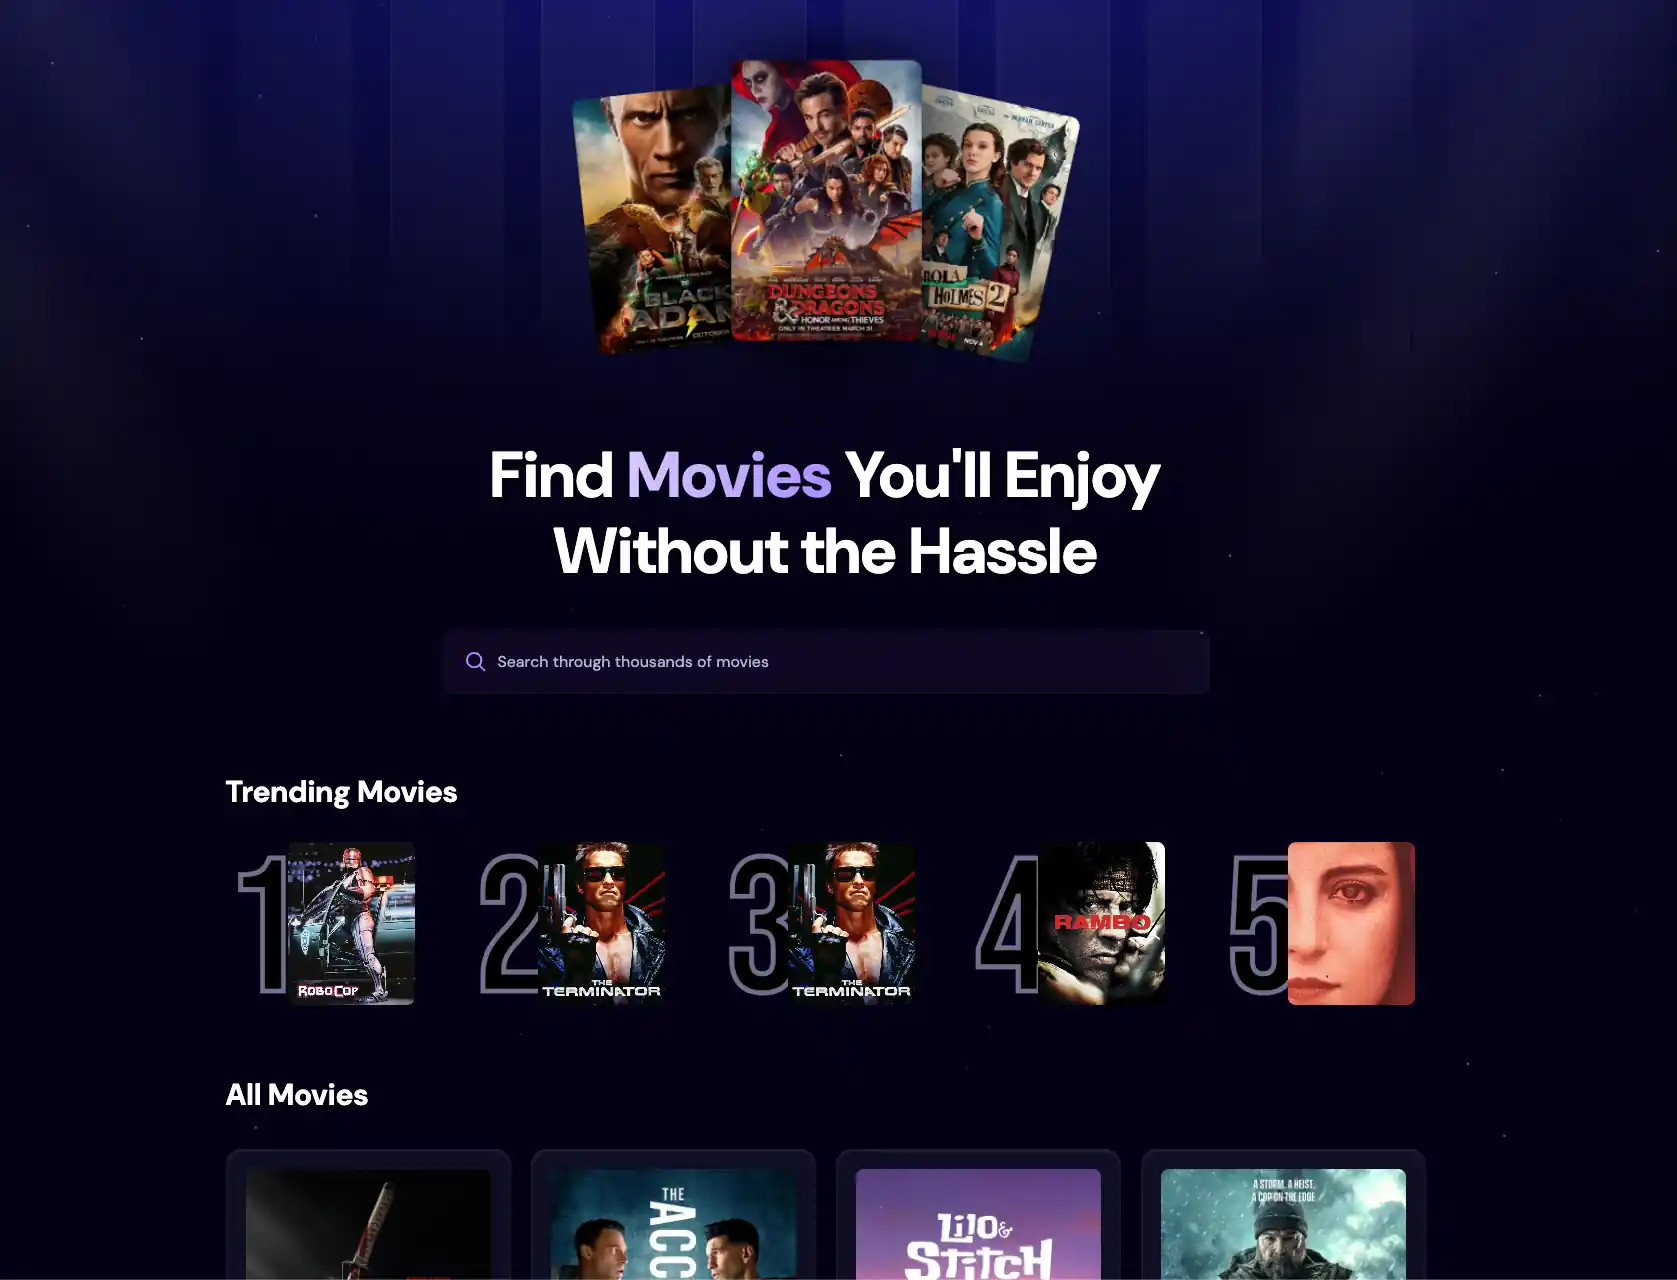 BLACK
ADAM
OCTOBER
DUNGEONS
& DRAGONS
HONOR AMONG THIEVES
ONLY IN THEATRES MARCH 31
HOLMES 2
NOV 4
Find Movies You'll Enjoy
Without the Hassle
Search through thousands of movies
Trending Movies
1
ROBOCOP
2
THE
TERMINATOR
3
THE
TERMINATOR
4
RAMBO
5
All Movies
THE
ACC
Lilo &
Stitch
A STORM. A HEIST.
A COP ON THE EDGE